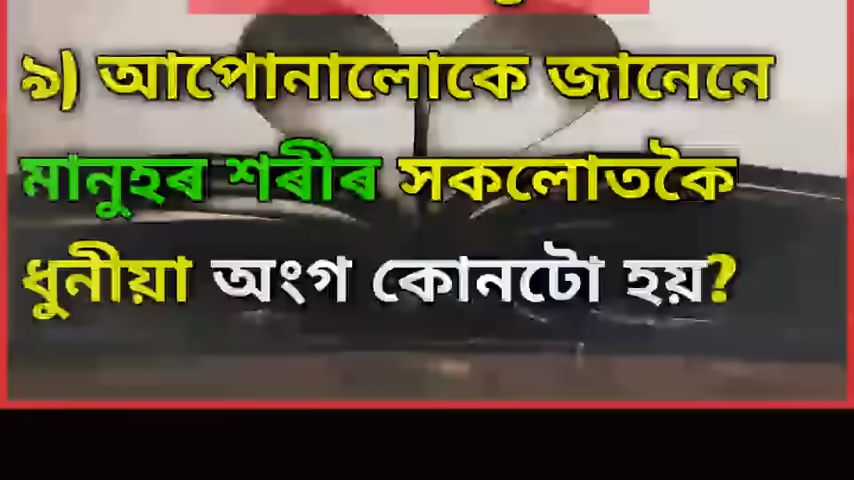 ৯) আপোনালোকে জানেনে
মানুহৰ শৰীৰ সকলোতকৈ
ধুনীয়া অংগ কোনটো হয়?